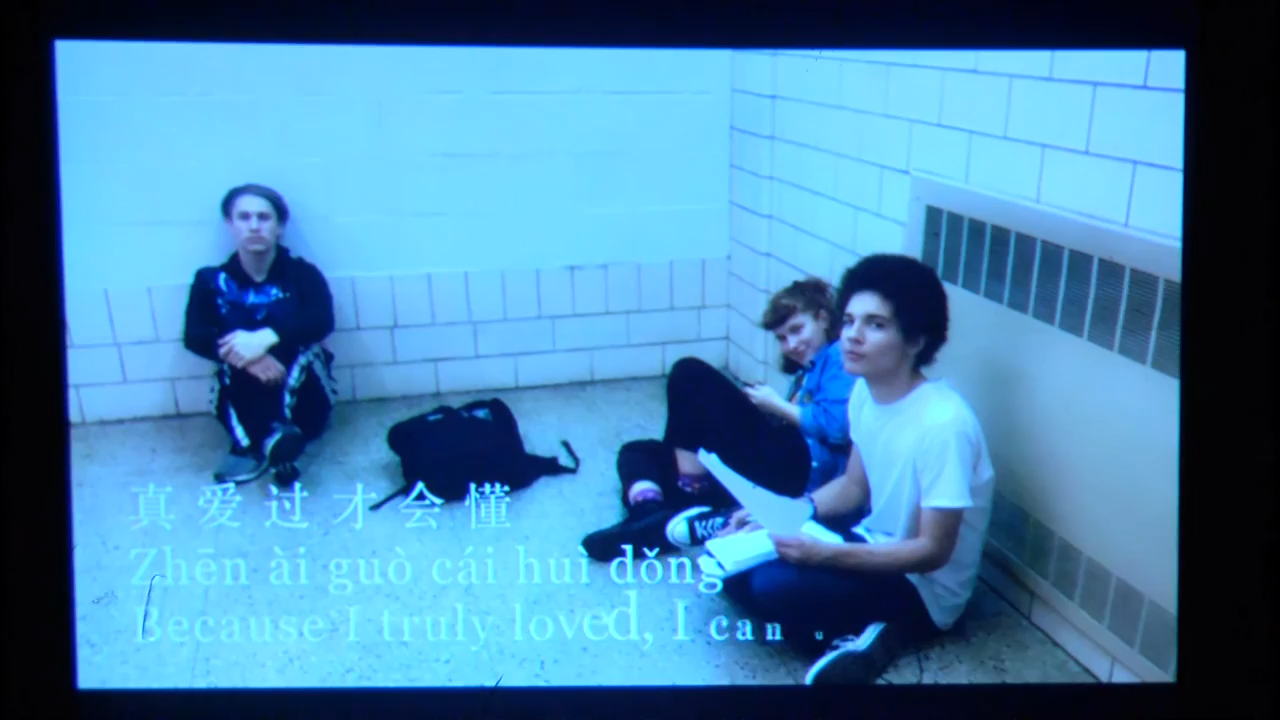 真爱过才会懂
Zhēn ài guò cái huì dǒng
Because I truly loved, I can